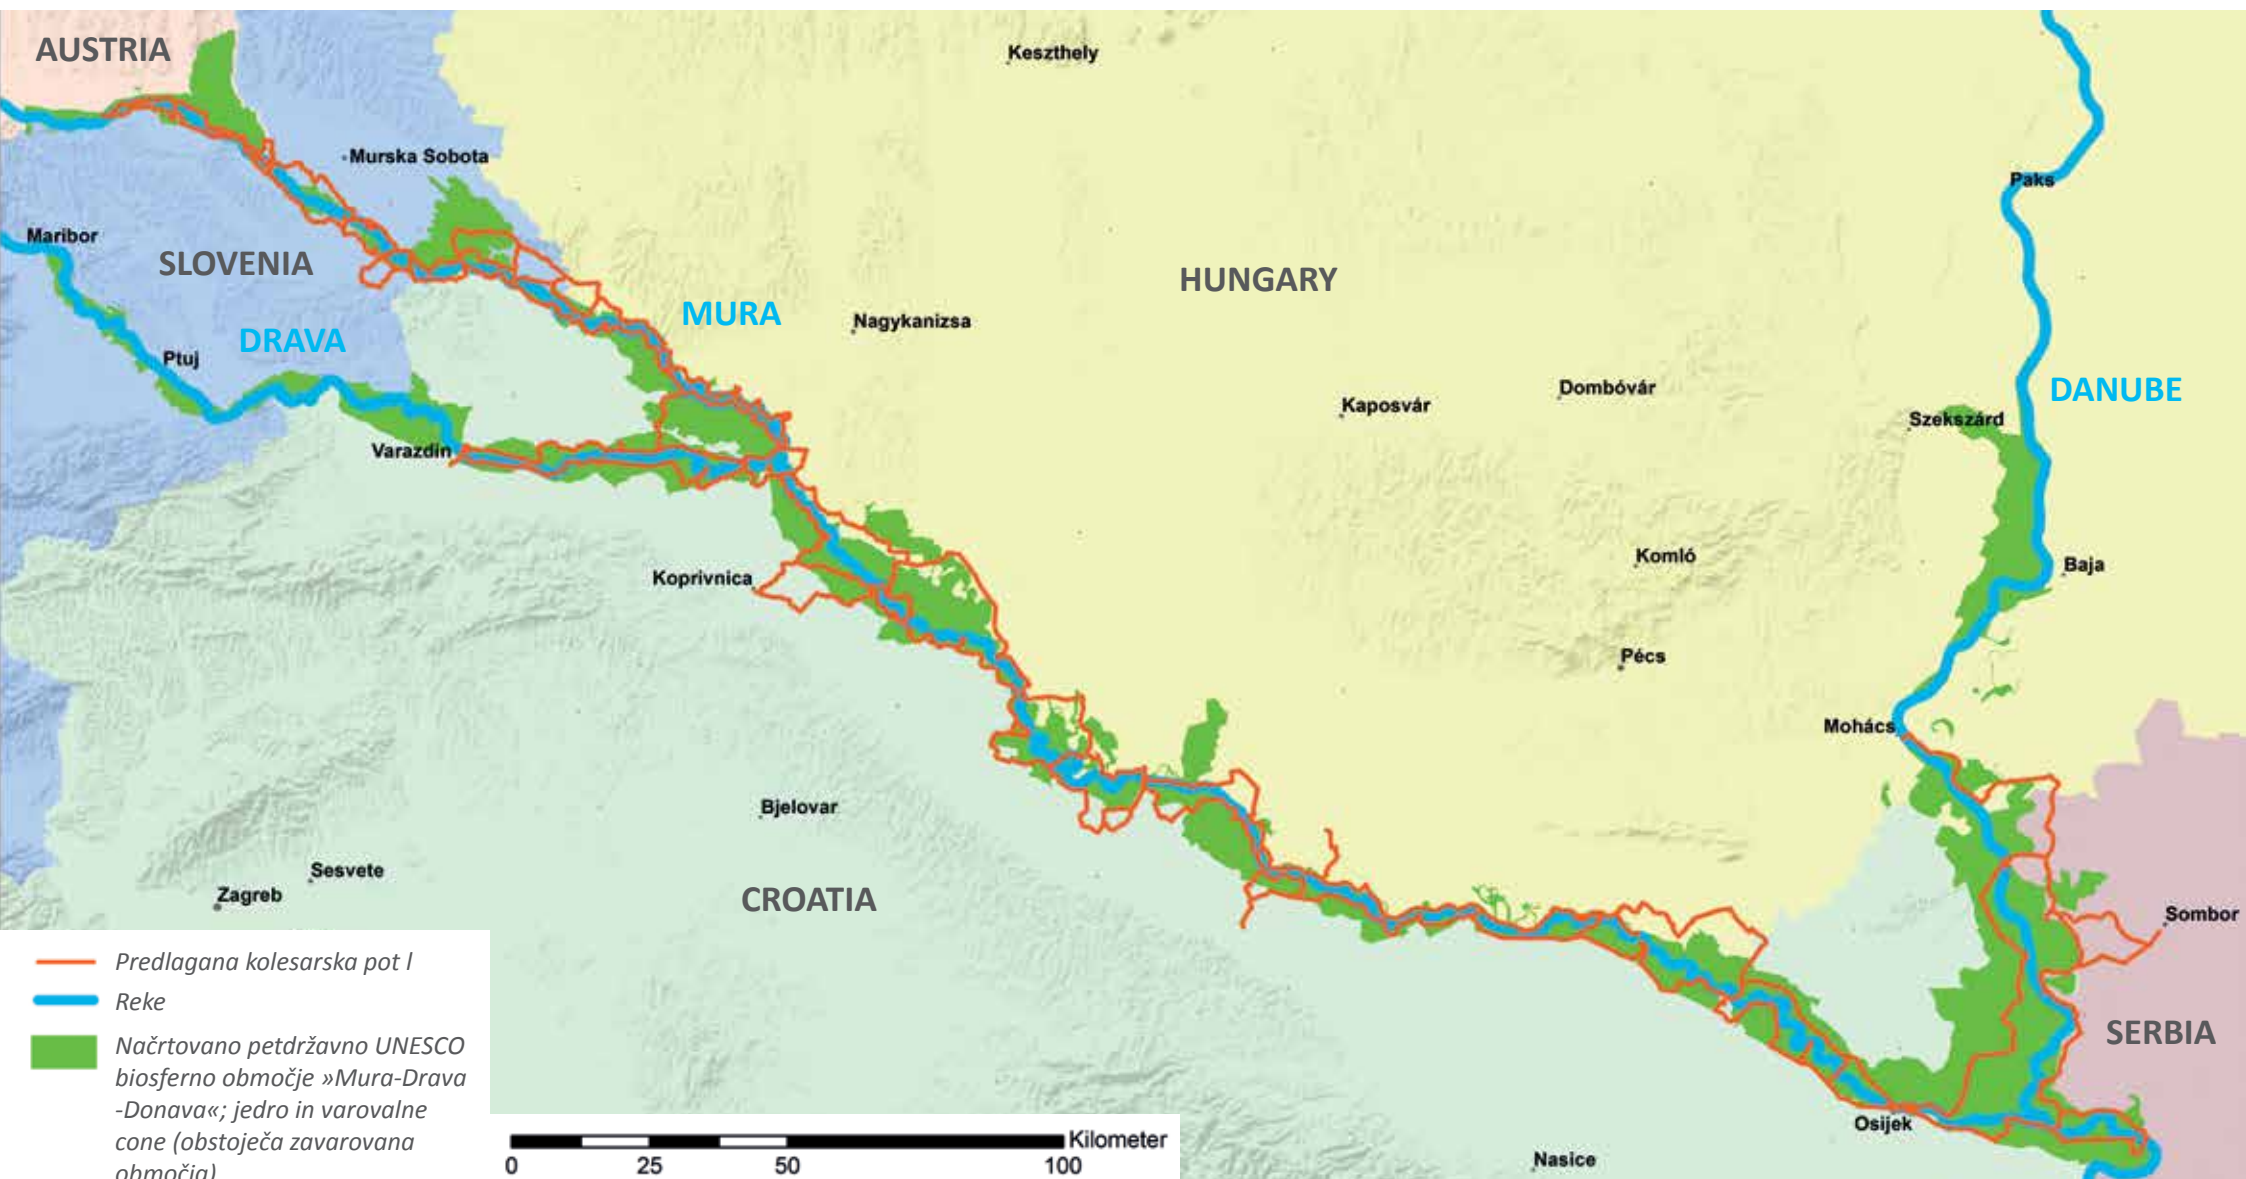 AUSTRIA
Keszthely
Murska Sobota
Paks
Maribor
SLOVENIA
HUNGARY
MURA
Nagykanizsa
DRAVA
Ptuj
Dombóvár
DANUBE
Kaposvár
Szekszárd
Varazdin
Komló
Baja
Koprivnica
Pécs
Mohács
Bjelovar
Sesvete
Zagreb
CROATIA
Sombor
SERBIA
Osijek
Nasice
Predlagana kolesarska pot l
Reke
Načrtovano petdržavno UNESCO
biosferno območje »Mura-Drava
-Donava«; jedro in varovalne
cone (obstoječa zavarovana
območja)
Kilometer
0 25 50 100